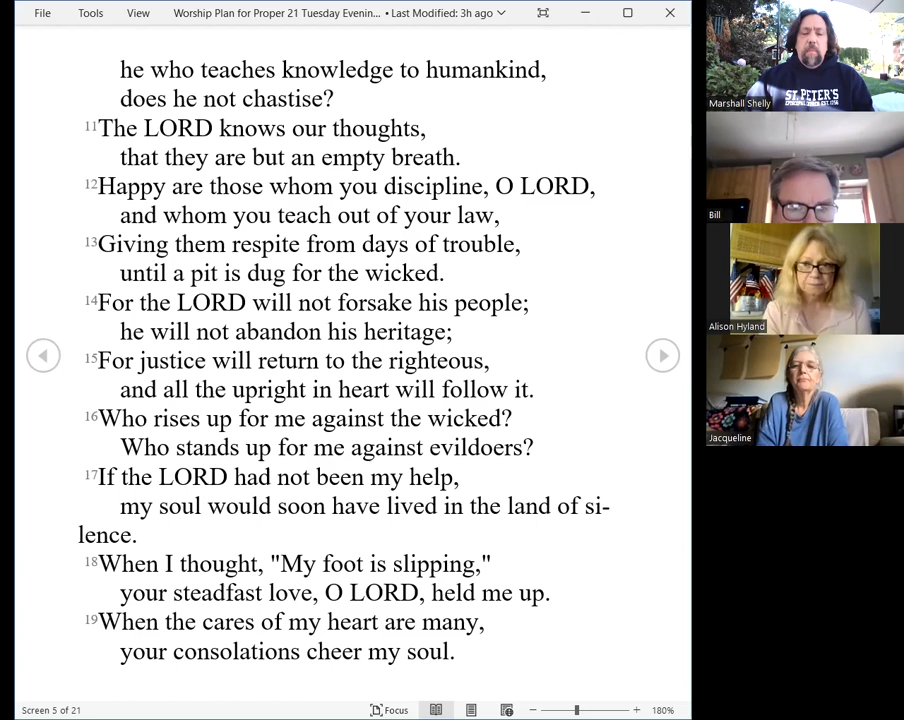 File Tools View Worship Plan for Proper 21 Tuesday Evenin... • Last Modified: 3h ago
he who teaches knowledge to humankind,
does he not chastise?
11The LORD knows our thoughts,
that they are but an empty breath.
12Happy are those whom you discipline, O LORD,
and whom you teach out of your law,
13Giving them respite from days of trouble,
until a pit is dug for the wicked.
14For the LORD will not forsake his people;
he will not abandon his heritage;
15For justice will return to the righteous,
and all the upright in heart will follow it.
16Who rises up for me against the wicked?
Who stands up for me against evildoers?
17If the LORD had not been my help,
my soul would soon have lived in the land of si-
lence.
18When I thought, "My foot is slipping,"
your steadfast love, O LORD, held me up.
19When the cares of my heart are many,
your consolations cheer my soul.
Screen 5 of 21 Focus 180%
ST. PETER'S
EPISCOPAL CHURCH EST. 1756
Marshall Shelly
Bill
Alison Hyland
Jacqueline